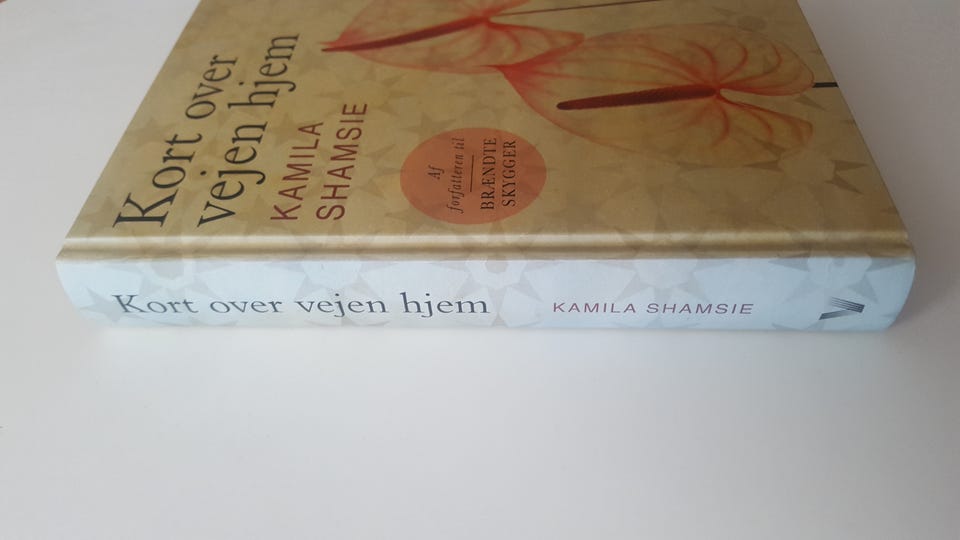 Kort over
vejen hjem
KAMILA
SHAMSIE
Af
forfatteren til
BRÆNDTE
SKYGGER
Kort over vejen hjem KAMILA SHAMSIE